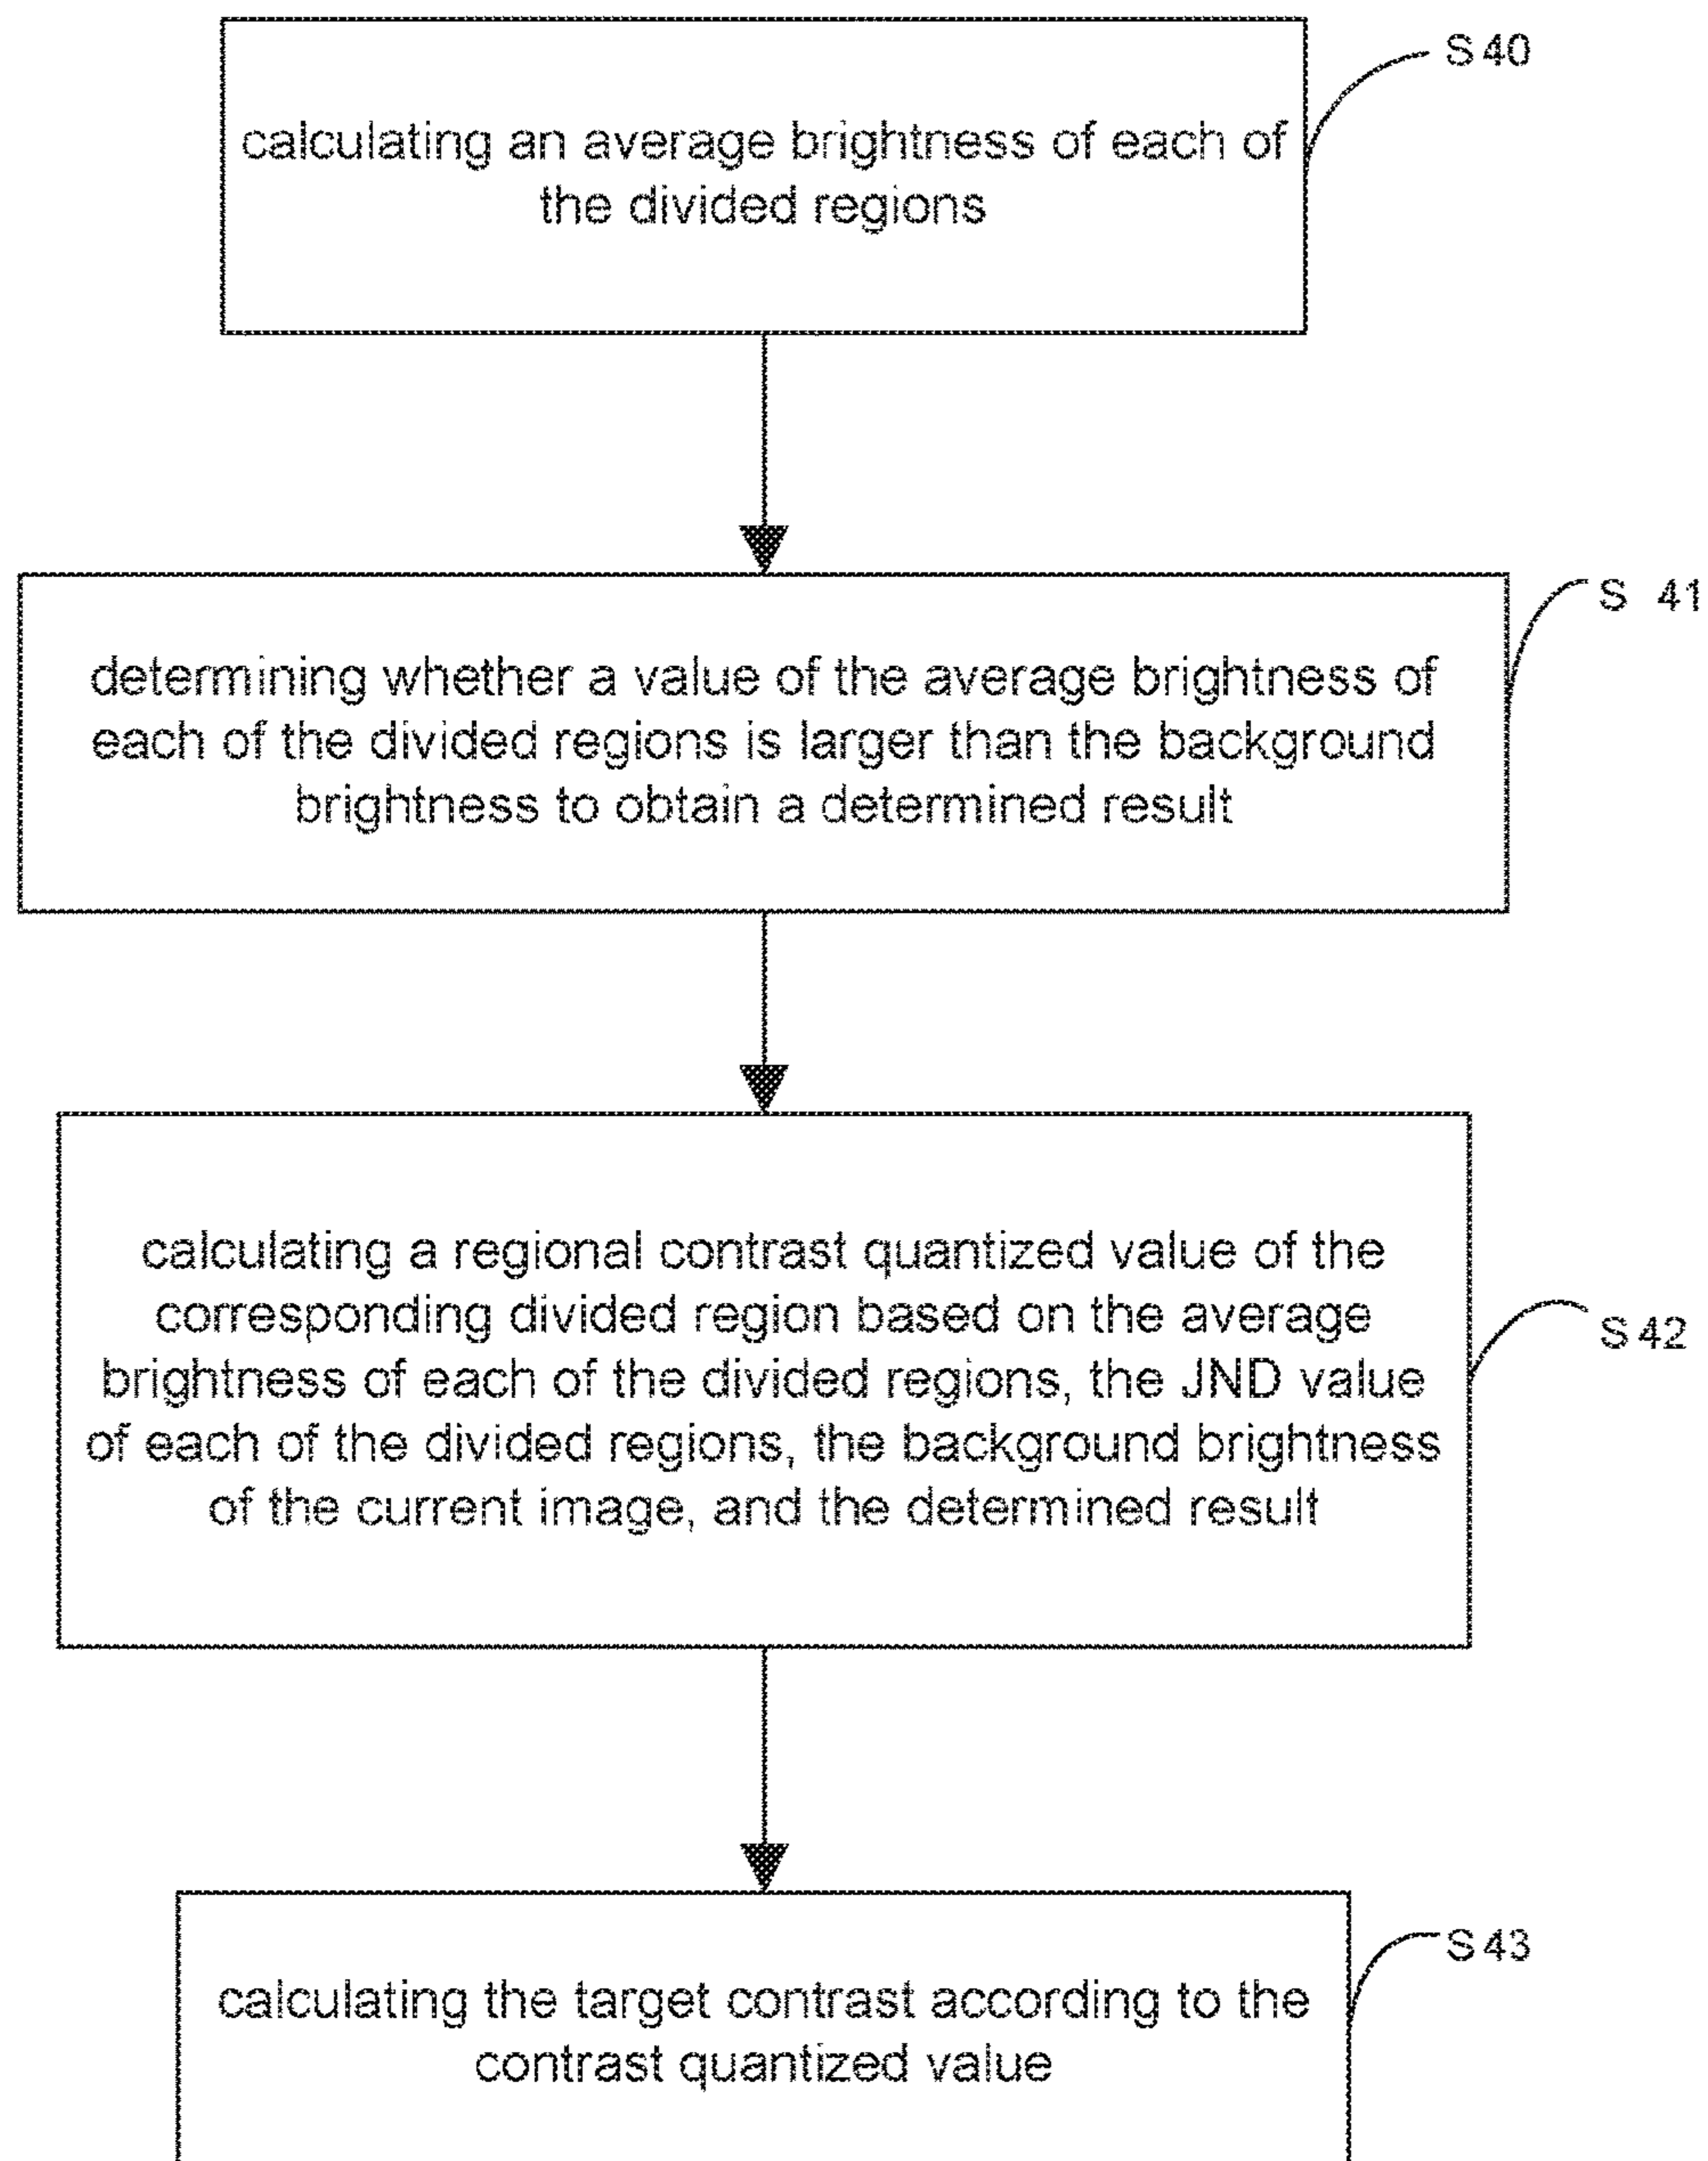 S 40
calculating an average brightness of each of
the divided regions
S 41
determining whether a value of the average brightness of
each of the divided regions is larger than the background
brightness to obtain a determined result
calculating a regional contrast quantized value of the
corresponding divided region based on the average
brightness of each of the divided regions, the JND value
of each of the divided regions, the background brightness
of the current image, and the determined result
S 42
S 43
calculating the target contrast according to the
contrast quantized value